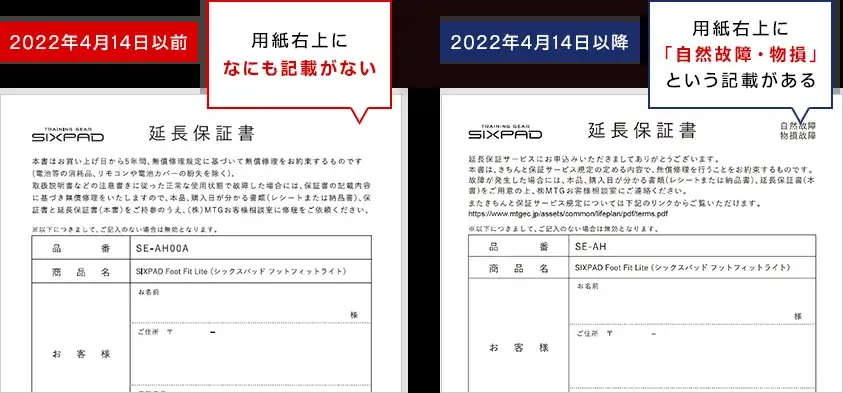 2022年4月14日以前
用紙右上に
なにも記載がない
TRAINING GEAR
SIXPAD
延長保証書
本書はお買い上げ日から5年間、無償修理規定に基づいて無償修理をお約束するものです
(電池等の消耗品、リモコンや電池カバーの紛失を除く)。
取扱説明書などの注意書きに従った正常な使用状態で故障した場合には、保証書の記載内容
に基づき無償修理をいたしますので、本品、購入日が分かる書類(レシートまたは納品書)、保
証書と延長保証書(本書)をご持参のうえ、(株)MTGお客様相談室に修理をご依頼ください。
※以下につきまして、ご記入のない場合は無効となります。
品番 SE-AH00A
商品名 SIXPAD Foot Fit Lite(シックスパッド フットフィットライト)
お客様
お名前
様
ご住所 〒 −
2022年4月14日以降
用紙右上に
「自然故障・物損」
という記載がある
TRAINING GEAR
SIXPAD
延長保証書
自然故障
物損故障
延長保証サービスにお申込みいただきましてありがとうございます。
本書は、きちんと保証サービス規定の定める内容で、無償修理を行うことをお約束するものです。
故障が発生した場合には、本品、購入日が分かる書類(レシートまたは納品書)、延長保証書(本
書)をご用意の上、㈱MTGお客様相談室にご連絡ください。
またきちんと保証サービス規定については下記のリンクからご覧いただけます。
https://www.mtgec.jp/assets/common/lifeplan/pdf/terms.pdf
※以下につきまして、ご記入のない場合は無効となります。
品番 SE-AH
商品名 SIXPAD Foot Fit Lite(シックスパッド フットフィットライト)
お客様
お名前
様
ご住所 〒 −